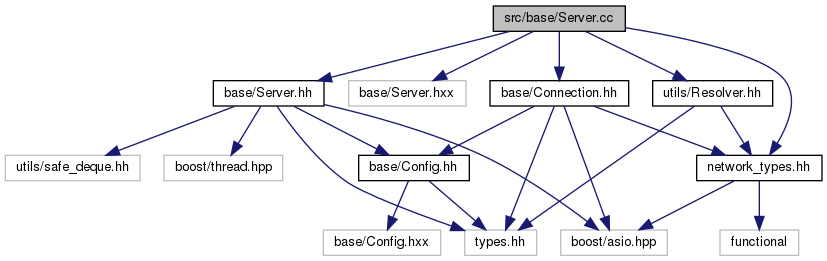 src/base/Server.cc
base/Server.hh
base/Server.hxx
base/Connection.hh
utils/Resolver.hh
utils/safe_deque.hh
boost/thread.hpp
base/Config.hh
network_types.hh
base/Config.hxx
types.hh
boost/asio.hpp
functional